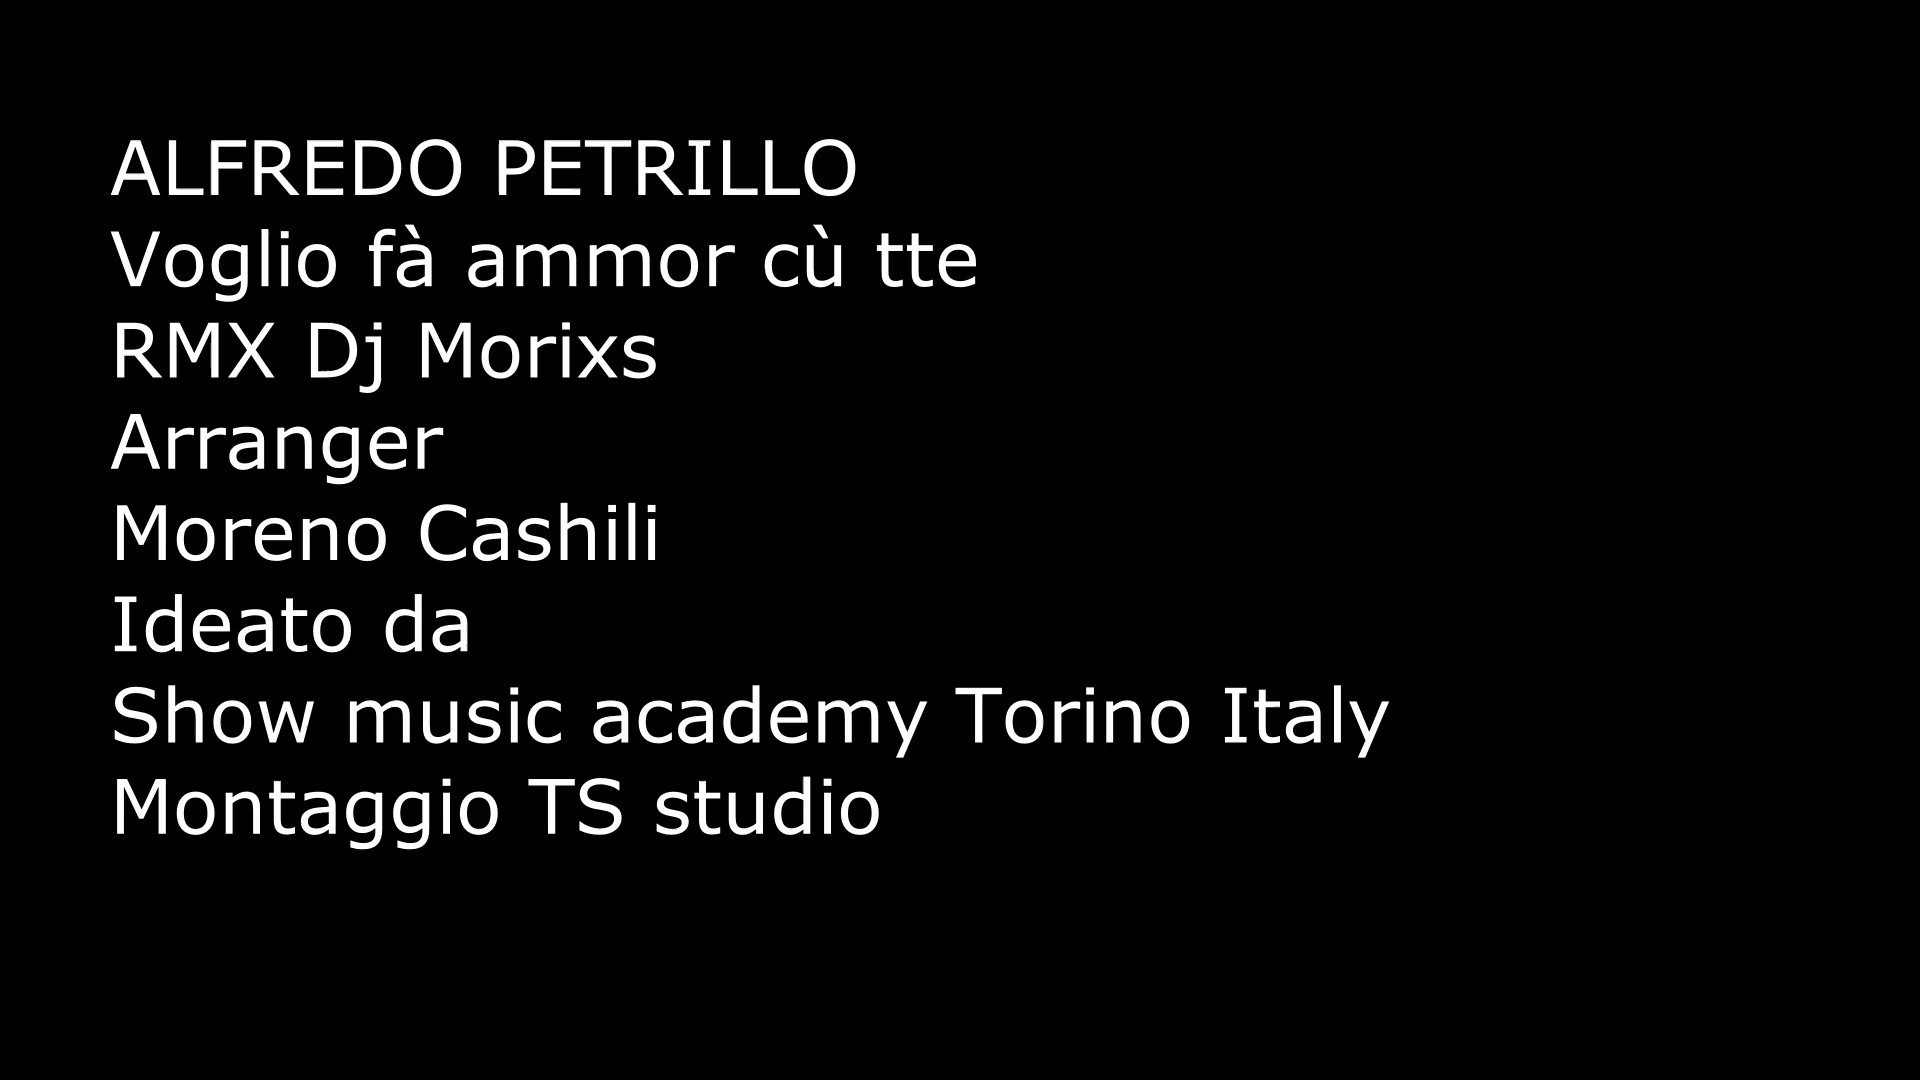 ALFREDO PETRILLO
Voglio fà ammor cù tte
RMX Dj Morixs
Arranger
Moreno Cashili
Ideato da
Show music academy Torino Italy
Montaggio TS studio